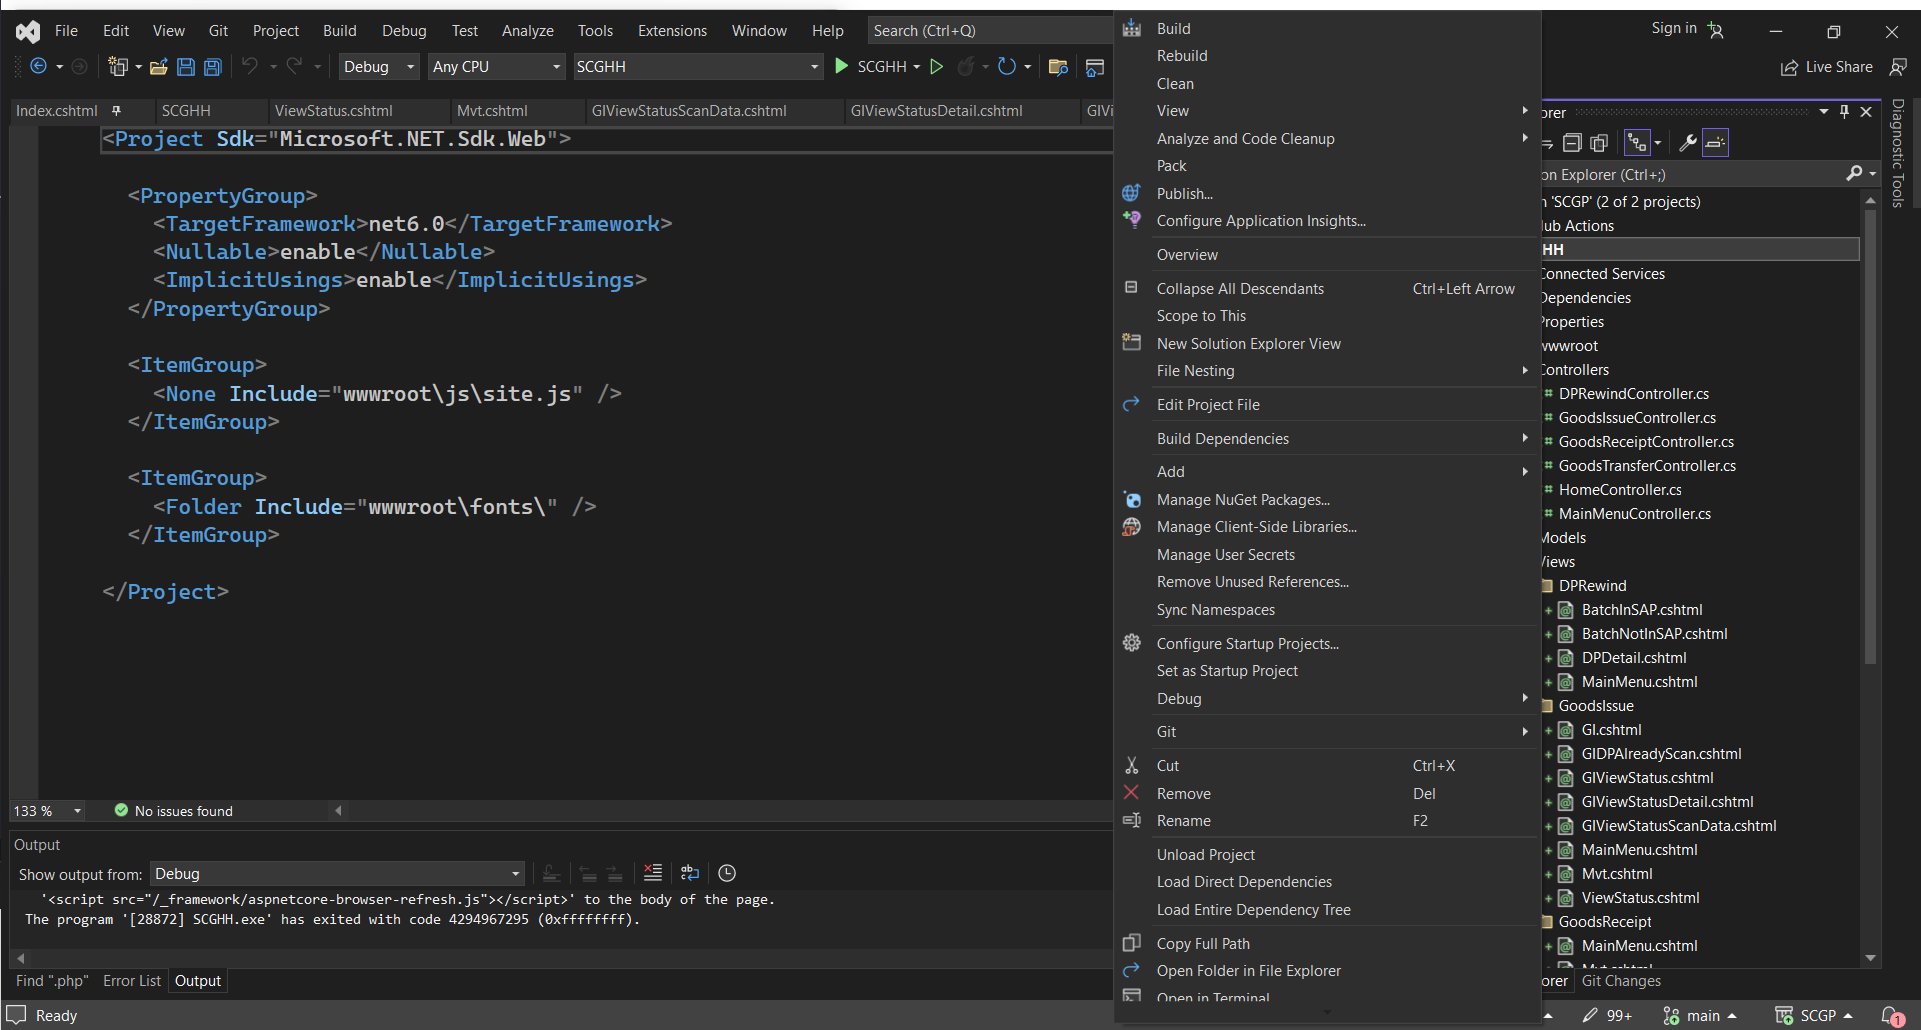 File Edit View Git Project Build Debug Test Analyze Tools Extensions Window Help Search (Ctrl+Q)
Sign in
Debug Any CPU SCGHH SCGHH
Live Share
Index.cshtml SCGHH ViewStatus.cshtml Mvt.cshtml GIViewStatusScanData.cshtml GIViewStatusDetail.cshtml GIVi
<Project Sdk="Microsoft.NET.Sdk.Web">
<PropertyGroup>
<TargetFramework>net6.0</TargetFramework>
<Nullable>enable</Nullable>
<ImplicitUsings>enable</ImplicitUsings>
</PropertyGroup>
<ItemGroup>
<None Include="wwwroot\js\site.js" />
</ItemGroup>
<ItemGroup>
<Folder Include="wwwroot\fonts\" />
</ItemGroup>
</Project>
133 % No issues found
Output
Show output from: Debug
'<script src="/_framework/aspnetcore-browser-refresh.js"></script>' to the body of the page.
The program '[28872] SCGHH.exe' has exited with code 4294967295 (0xffffffff).
Find ".php" Error List Output
Ready
Build
Rebuild
Clean
View
Analyze and Code Cleanup
Pack
Publish...
Configure Application Insights...
Overview
Collapse All Descendants Ctrl+Left Arrow
Scope to This
New Solution Explorer View
File Nesting
Edit Project File
Build Dependencies
Add
Manage NuGet Packages...
Manage Client-Side Libraries...
Manage User Secrets
Remove Unused References...
Sync Namespaces
Configure Startup Projects...
Set as Startup Project
Debug
Git
Cut Ctrl+X
Remove Del
Rename F2
Unload Project
Load Direct Dependencies
Load Entire Dependency Tree
Copy Full Path
Open Folder in File Explorer
Open in Terminal
orer
on Explorer (Ctrl+;)
n 'SCGP' (2 of 2 projects)
ub Actions
HH
Connected Services
Dependencies
Properties
wwwroot
Controllers
DPRewindController.cs
GoodsIssueController.cs
GoodsReceiptController.cs
GoodsTransferController.cs
HomeController.cs
MainMenuController.cs
Models
Views
DPRewind
BatchInSAP.cshtml
BatchNotInSAP.cshtml
DPDetail.cshtml
MainMenu.cshtml
GoodsIssue
GI.cshtml
GIDPAlreadyScan.cshtml
GIViewStatus.cshtml
GIViewStatusDetail.cshtml
GIViewStatusScanData.cshtml
MainMenu.cshtml
Mvt.cshtml
ViewStatus.cshtml
GoodsReceipt
MainMenu.cshtml
Mvt.cshtml
orer Git Changes
99+ main SCGP 1
Diagnostic Tools